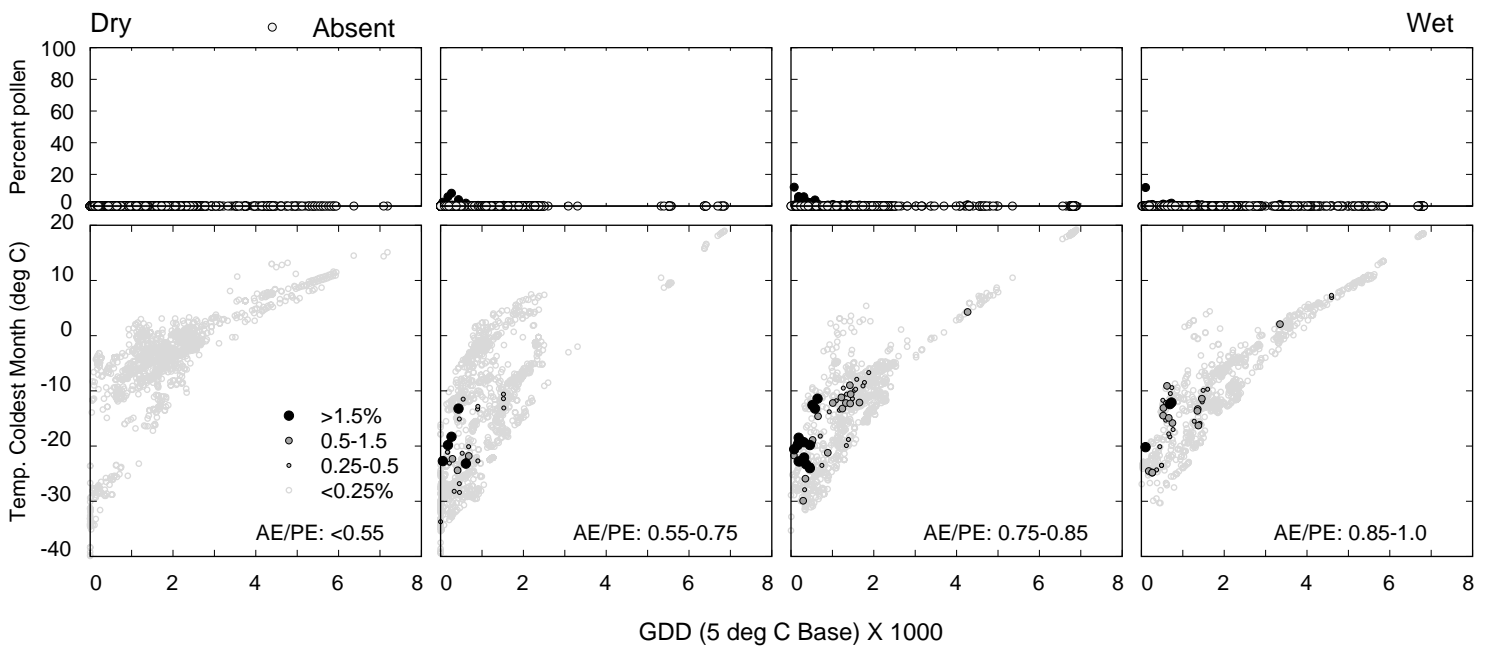 Dry
Absent
Wet
Percent pollen
100
80
60
40
20
0
Temp. Coldest Month (deg C)
20
10
0
-10
-20
-30
-40
>1.5%
0.5-1.5
0.25-0.5
<0.25%
AE/PE: <0.55
AE/PE: 0.55-0.75
AE/PE: 0.75-0.85
AE/PE: 0.85-1.0
0 2 4 6 8
0 2 4 6 8
0 2 4 6 8
0 2 4 6 8
GDD (5 deg C Base) X 1000